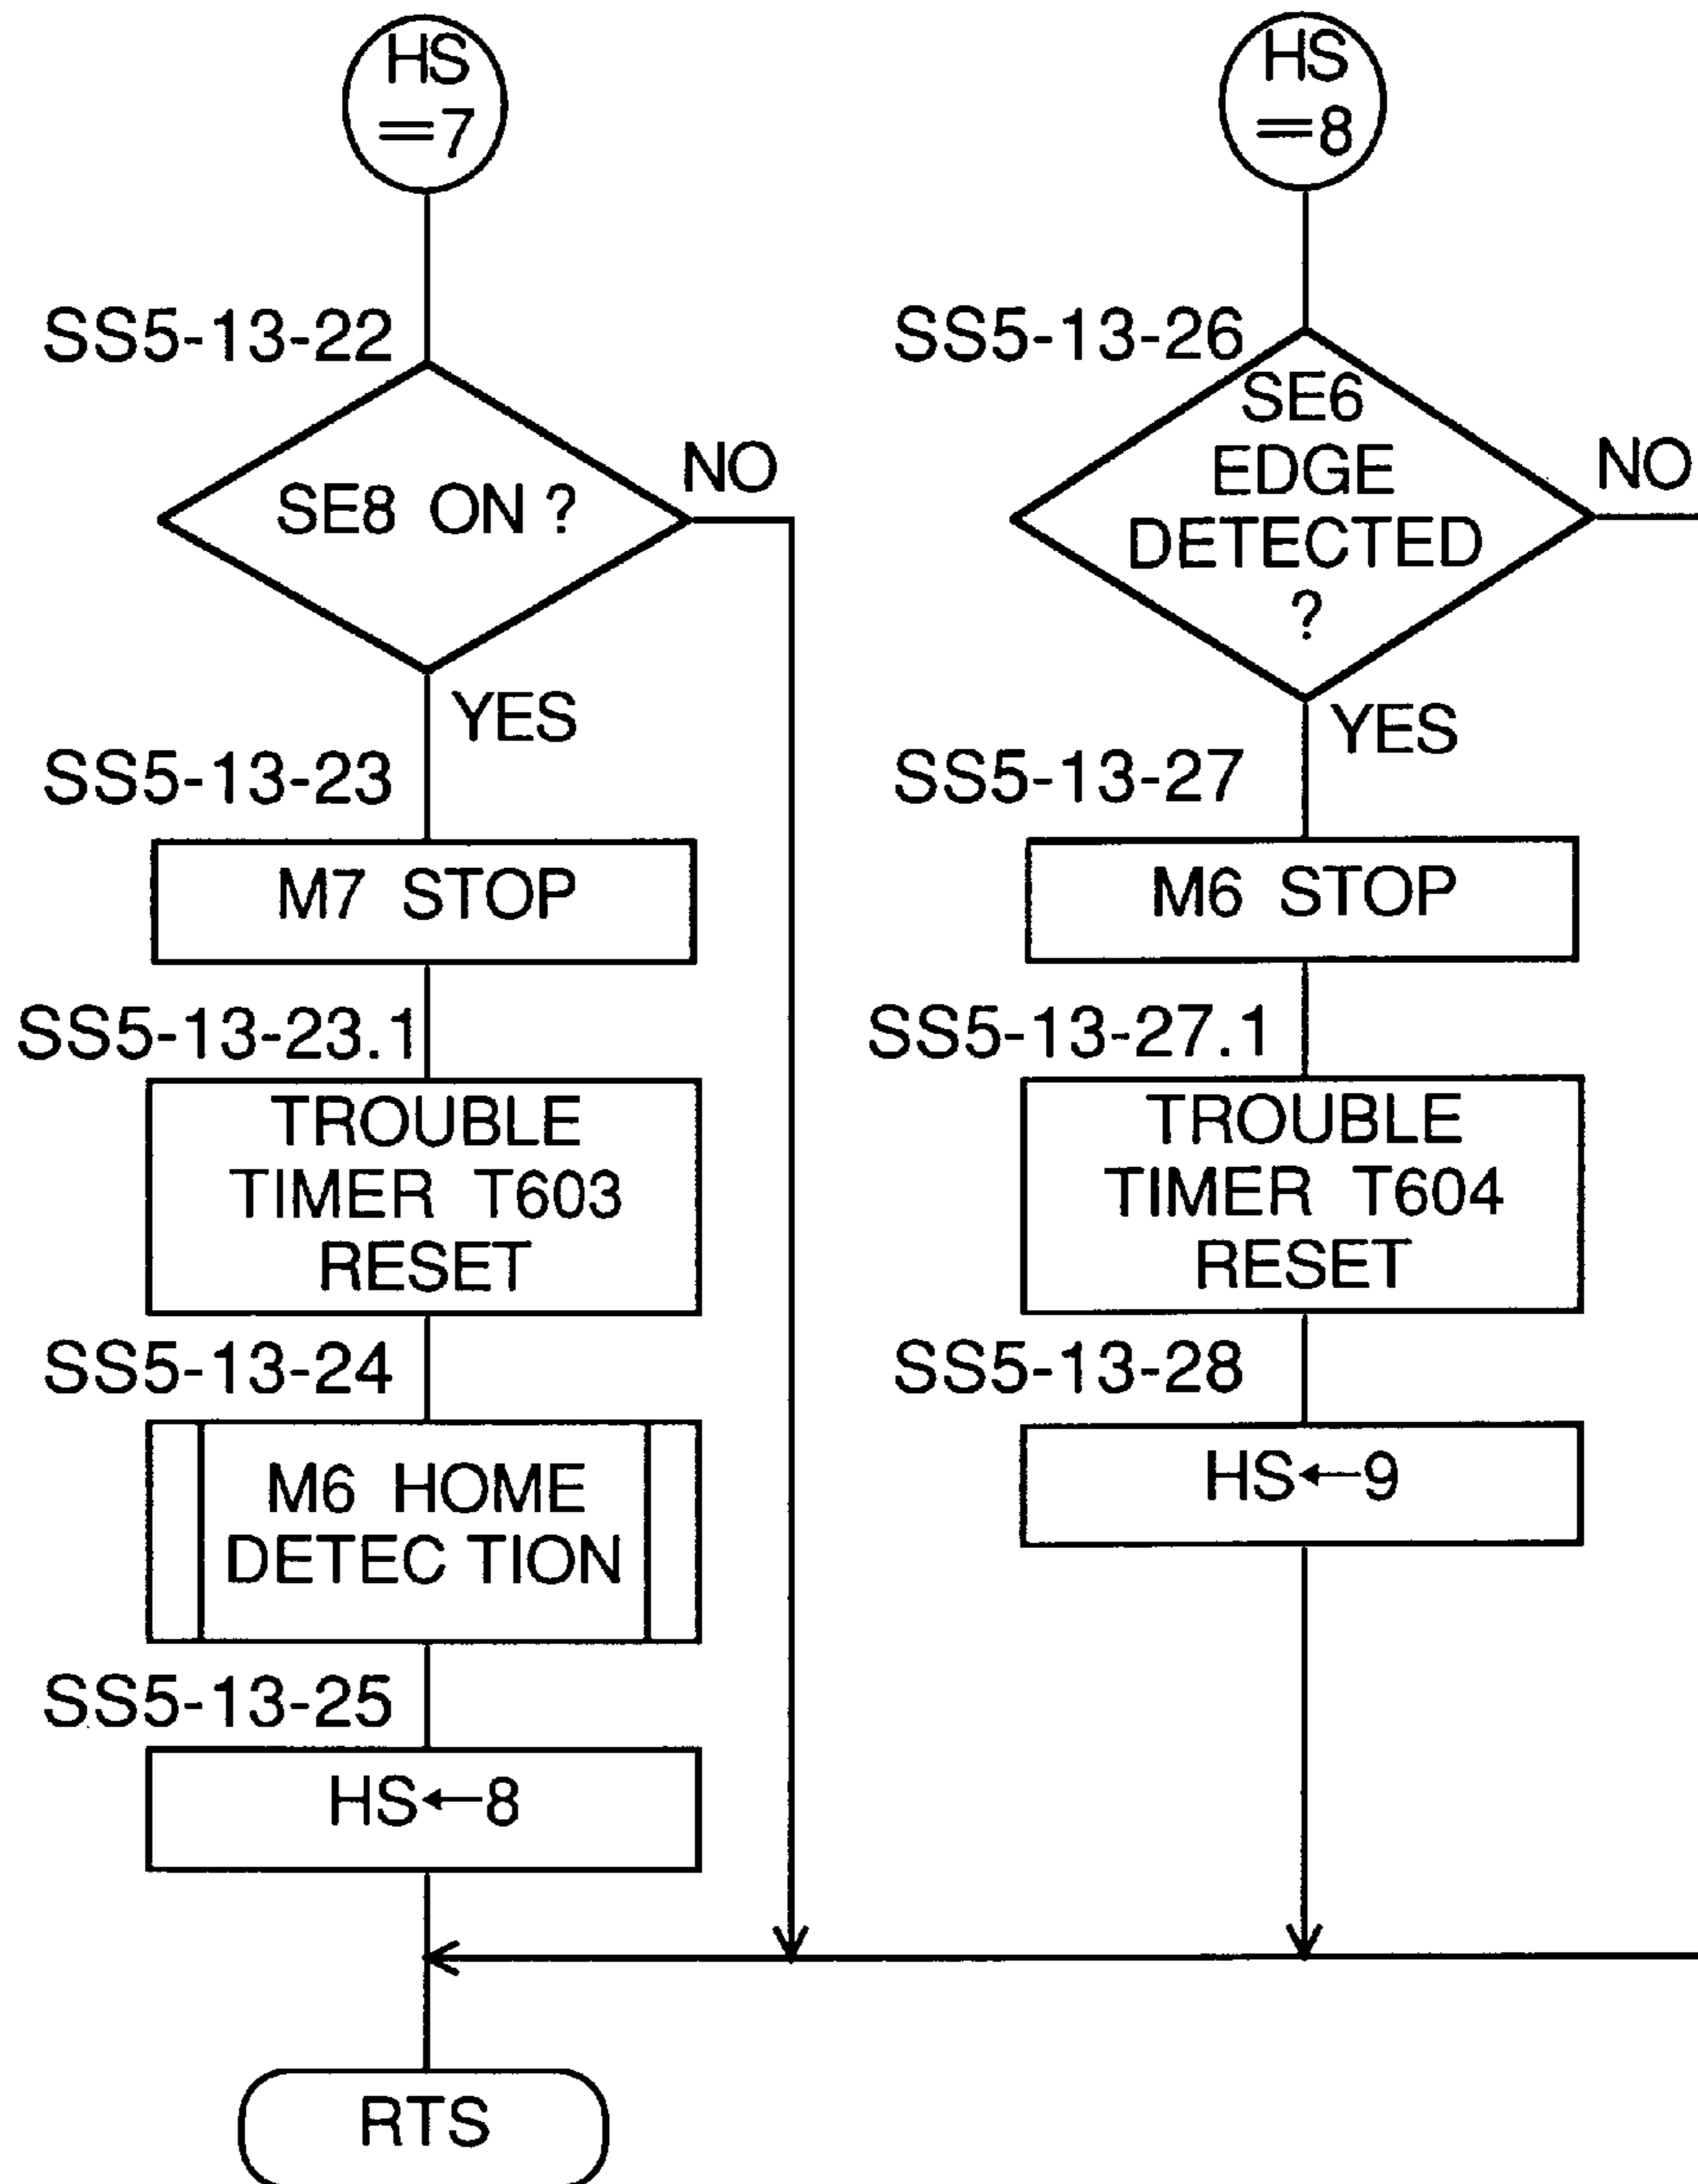 HS
=7
SS5-13-22
SE8 ON ?
NO
YES
SS5-13-23
M7 STOP
SS5-13-23.1
TROUBLE
TIMER T603
RESET
SS5-13-24
M6 HOME
DETEC TION
SS5-13-25
HS←8
RTS
HS
=8
SS5-13-26
SE6
EDGE
DETECTED
?
NO
YES
SS5-13-27
M6 STOP
SS5-13-27.1
TROUBLE
TIMER T604
RESET
SS5-13-28
HS←9